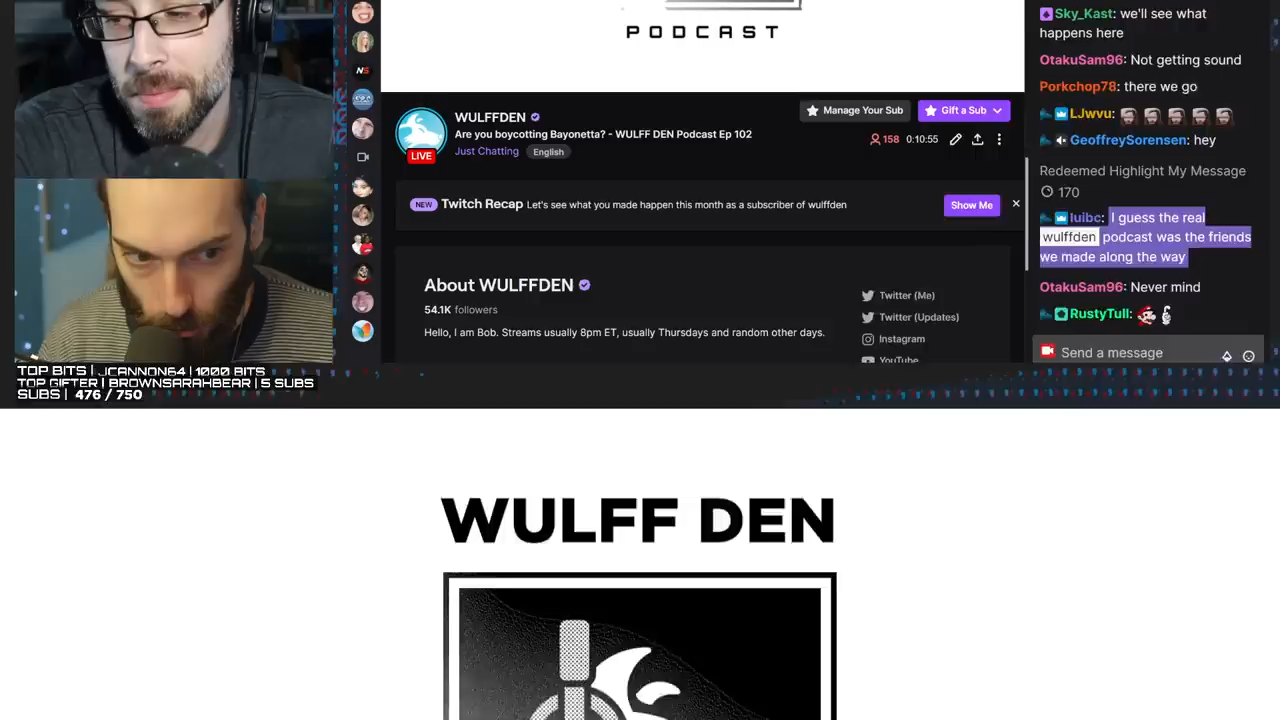 PODCAST
WULFFDEN
LIVE
Are you boycotting Bayonetta? - WULFF DEN Podcast Ep 102
Just Chatting
English
Manage Your Sub
Gift a Sub
158
0:10:55
NEW
Twitch Recap Let's see what you made happen this month as a subscriber of wulffden
Show Me
About WULFFDEN
54.1K followers
Hello, I am Bob. Streams usually 8pm ET, usually Thursdays and random other days.
Twitter (Me)
Twitter (Updates)
Instagram
YouTube
Sky_Kast: we'll see what
happens here
OtakuSam96: Not getting sound
Porkchop78: there we go
LJwvu:
GeoffreySorensen: hey
Redeemed Highlight My Message
170
luibc: I guess the real
wulffden podcast was the friends
we made along the way
OtakuSam96: Never mind
RustyTull:
Send a message
TOP BITS | JCANNON64 | 1000 BITS
TOP GIFTER | BROWNSARAHBEAR | 5 SUBS
SUBS | 476 / 750
WULFF DEN